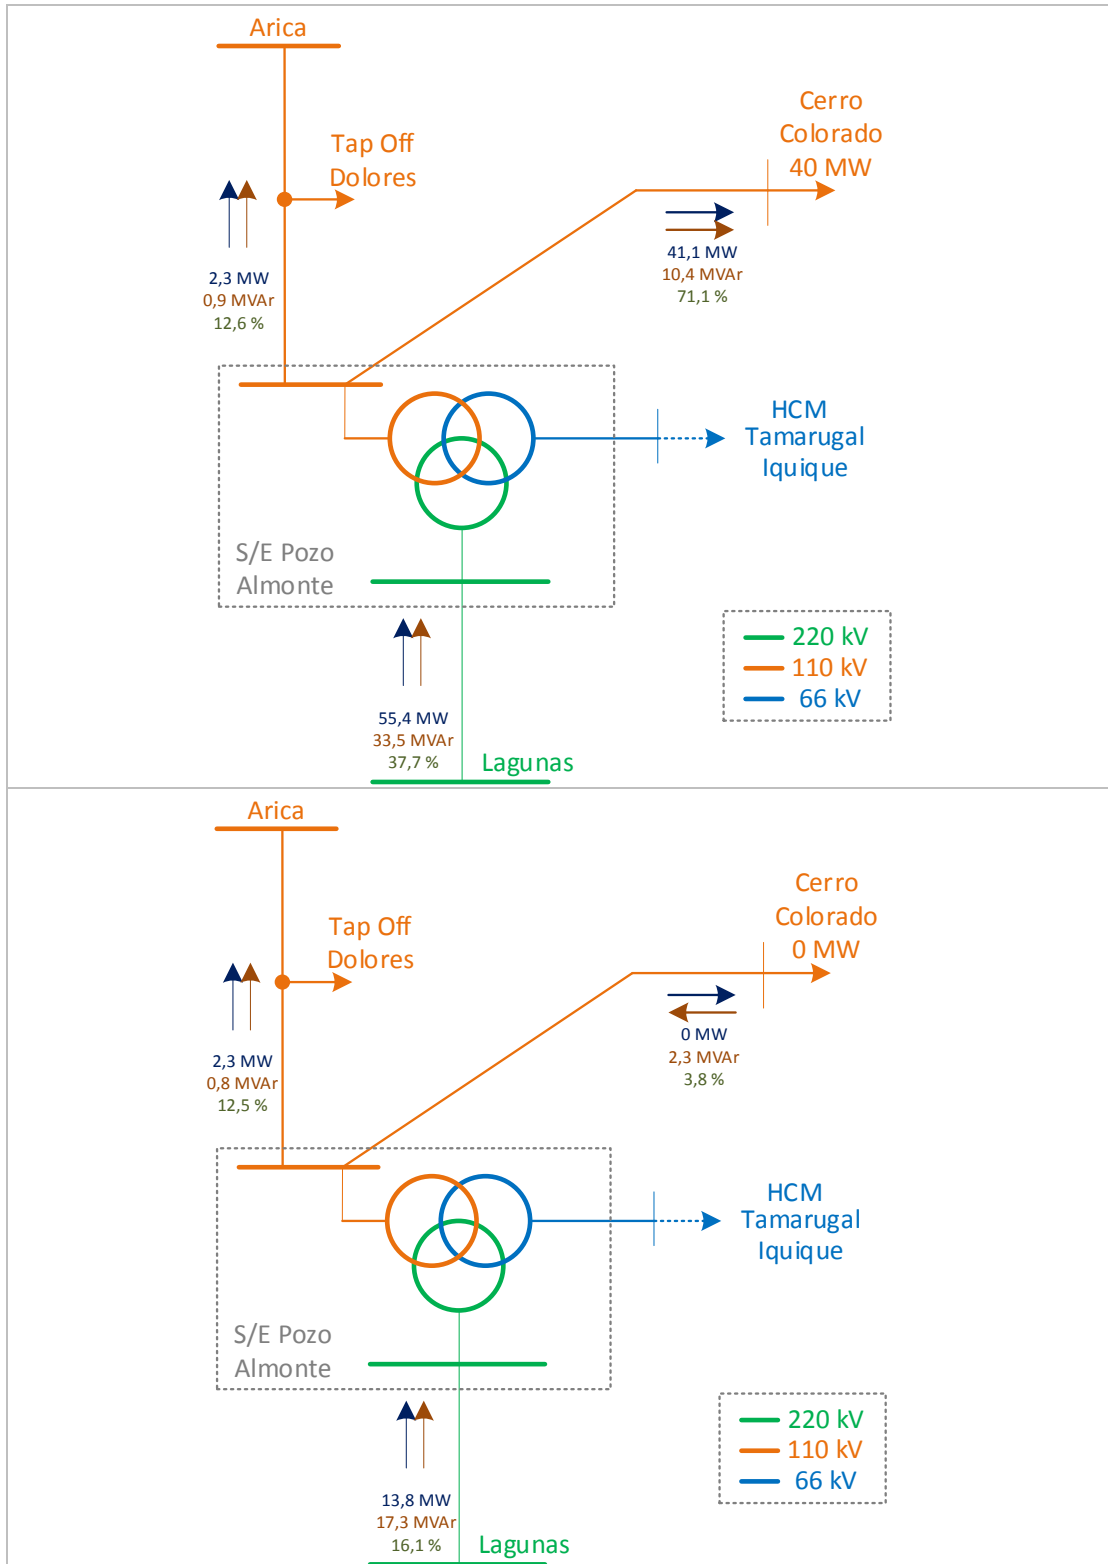 Arica
Tap Off
Dolores
Cerro
Colorado
40 MW
2,3 MW
0,9 MVAr
12,6 %
41,1 MW
10,4 MVAr
71,1 %
HCM
Tamarugal
Iquique
S/E Pozo
Almonte
220 kV
110 kV
66 kV
55,4 MW
33,5 MVAr
37,7 %
Lagunas
Arica
Tap Off
Dolores
Cerro
Colorado
0 MW
2,3 MW
0,8 MVAr
12,5 %
0 MW
2,3 MVAr
3,8 %
HCM
Tamarugal
Iquique
S/E Pozo
Almonte
220 kV
110 kV
66 kV
13,8 MW
17,3 MVAr
16,1 %
Lagunas